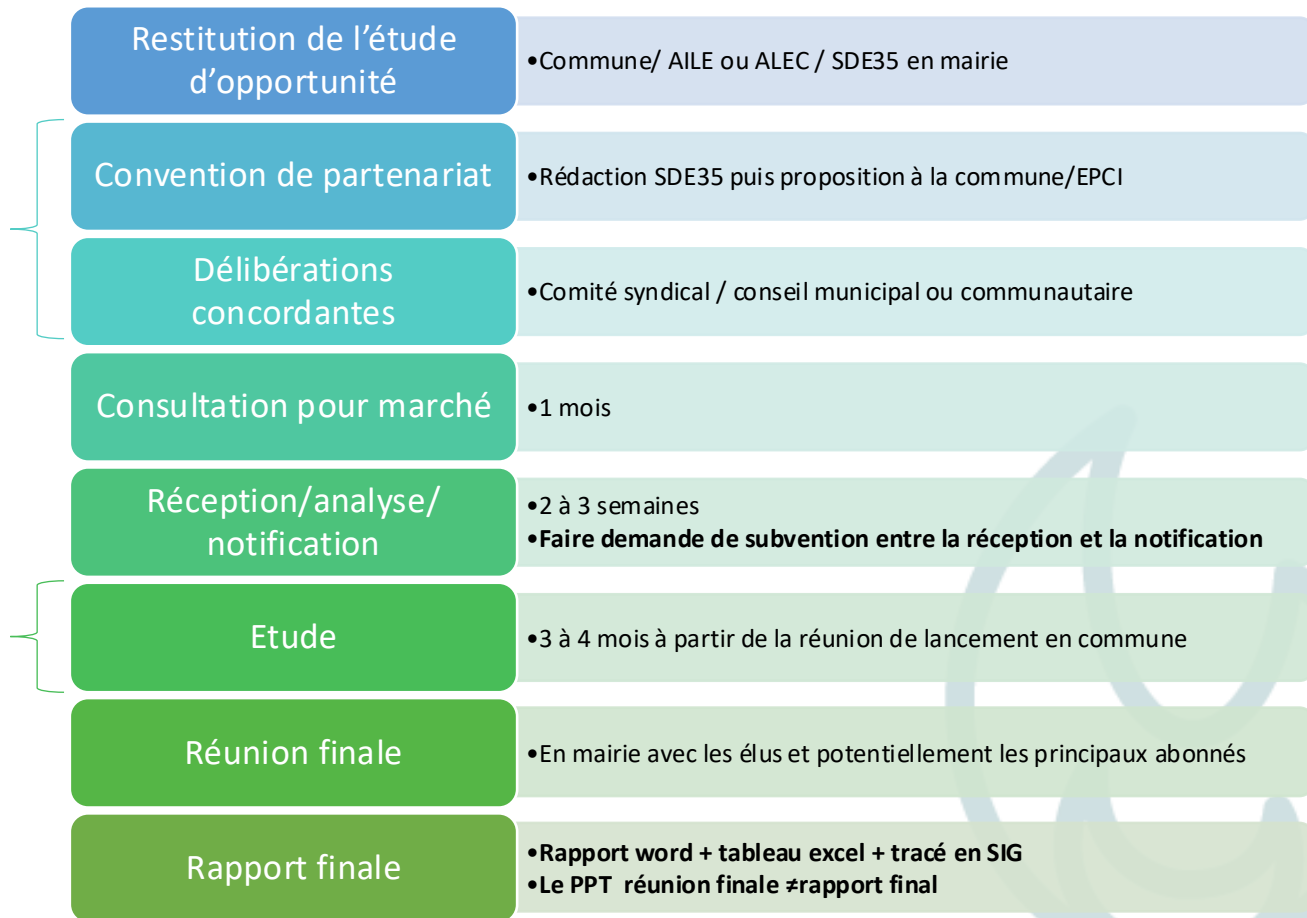 Restitution de l’étude
d’opportunité
•Commune/ AILE ou ALEC / SDE35 en mairie
Convention de partenariat
•Rédaction SDE35 puis proposition à la commune/EPCI
Délibérations
concordantes
•Comité syndical / conseil municipal ou communautaire
Consultation pour marché
•1 mois
Réception/analyse/
notification
•2 à 3 semaines
•Faire demande de subvention entre la réception et la notification
Etude
•3 à 4 mois à partir de la réunion de lancement en commune
Réunion finale
•En mairie avec les élus et potentiellement les principaux abonnés
Rapport finale
•Rapport word + tableau excel + tracé en SIG
•Le PPT réunion finale ≠rapport final